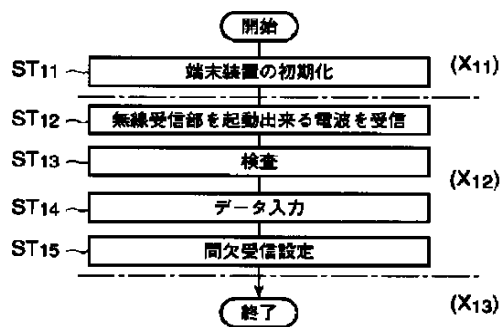 開始
ST11 端末装置の初期化 (X11)
ST12 無線受信部を起動出来る電波を受信
ST13 検査
(X12)
ST14 データ入力
ST15 間欠受信設定
終了 (X13)